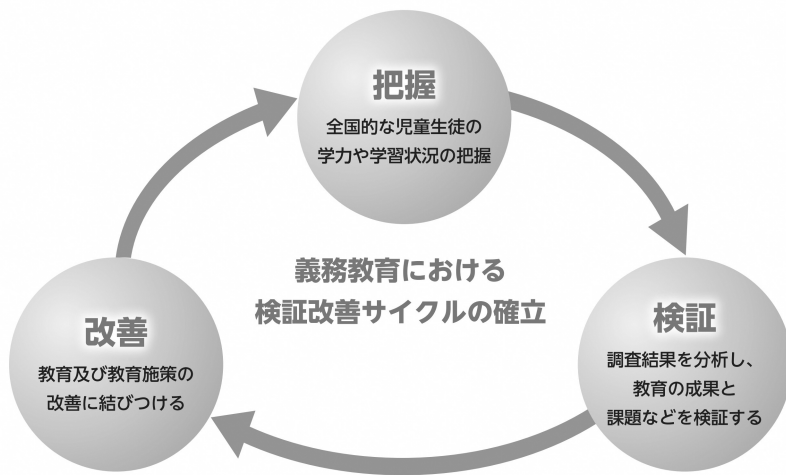 把握
全国的な児童生徒の
学力や学習状況の把握
義務教育における
検証改善サイクルの確立
検証
調査結果を分析し、
教育の成果と
課題などを検証する
改善
教育及び教育施策の
改善に結びつける